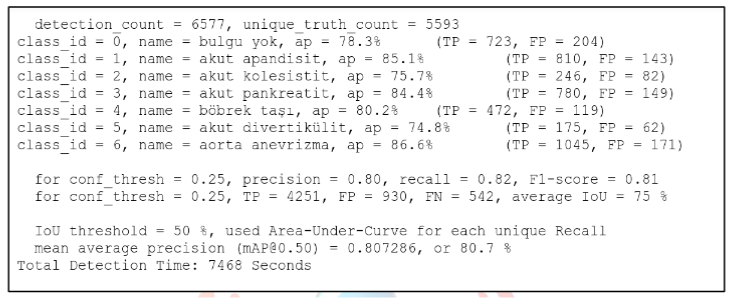 detection_count = 6577, unique_truth_count = 5593
class_id = 0, name = bulgu yok, ap = 78.3% (TP = 723, FP = 204)
class_id = 1, name = akut apandisit, ap = 85.1% (TP = 810, FP = 143)
class_id = 2, name = akut kolesistit, ap = 75.7% (TP = 246, FP = 82)
class_id = 3, name = akut pankreatit, ap = 84.4% (TP = 780, FP = 149)
class_id = 4, name = böbrek taşı, ap = 80.2% (TP = 472, FP = 119)
class_id = 5, name = akut divertikülit, ap = 74.8% (TP = 175, FP = 62)
class_id = 6, name = aorta anevrizma, ap = 86.6% (TP = 1045, FP = 171)
for conf_thresh = 0.25, precision = 0.80, recall = 0.82, F1-score = 0.81
for conf_thresh = 0.25, TP = 4251, FP = 930, FN = 542, average IoU = 75 %
IoU threshold = 50 %, used Area-Under-Curve for each unique Recall
mean average precision (mAP@0.50) = 0.807286, or 80.7 %
Total Detection Time: 7468 Seconds